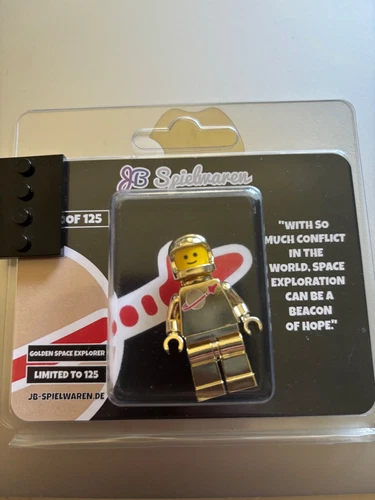 JB Spielwaren
OF 125
"WITH SO
MUCH CONFLICT
IN THE
WORLD, SPACE
EXPLORATION
CAN BE A
BEACON
OF HOPE."
GOLDEN SPACE EXPLORER
LIMITED TO 125
JB-SPIELWAREN.DE